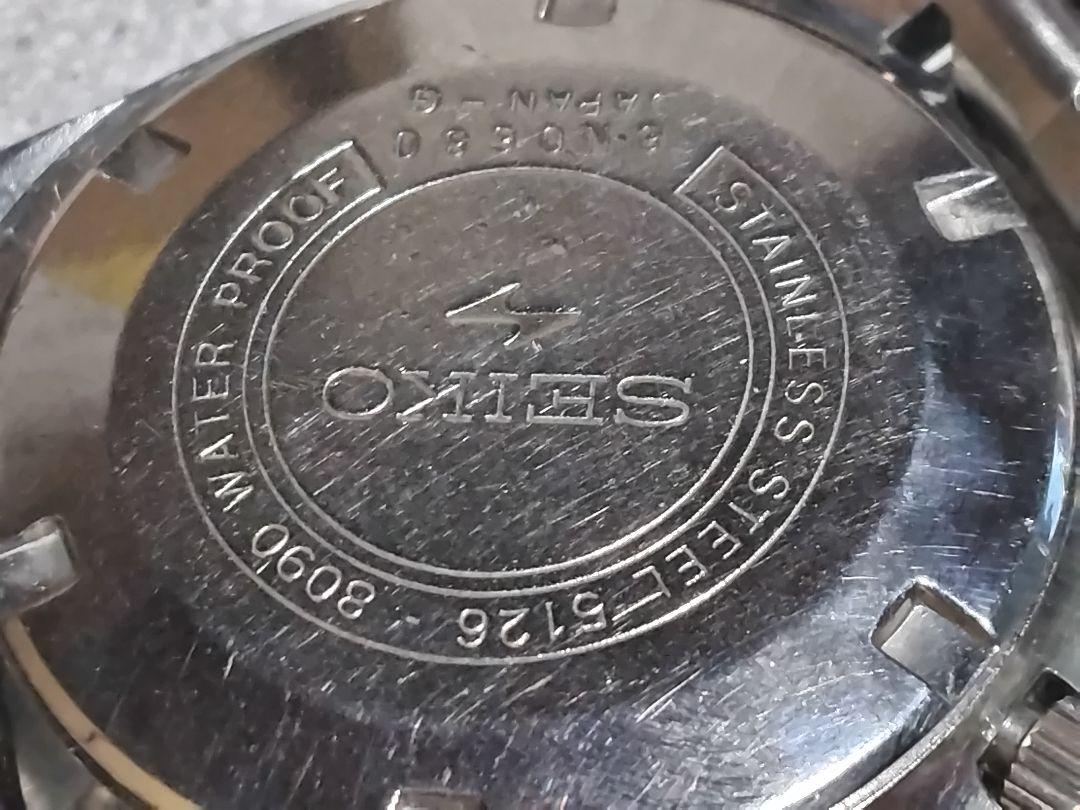 SEIKO
STAINLESS STEEL 5126 - 8090 WATER PROOF
JAPAN-G